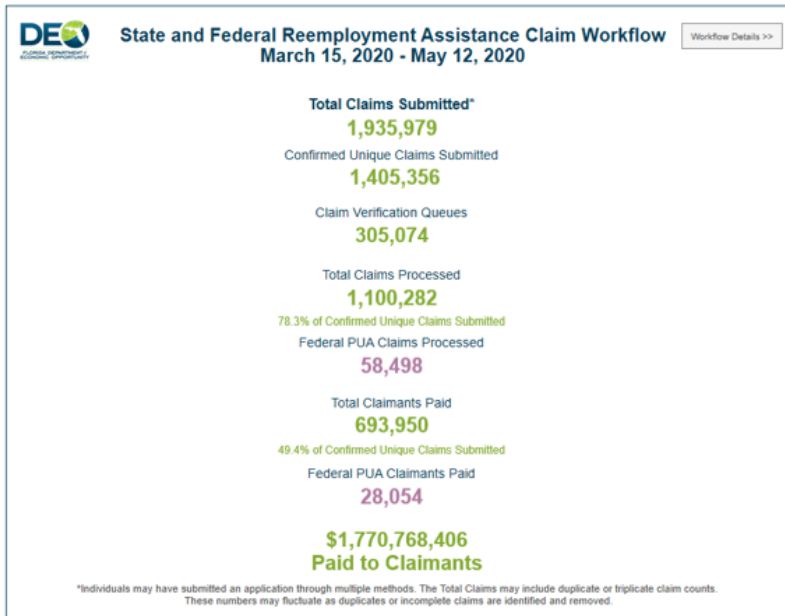 DEO
FLORIDA DEPARTMENT of
ECONOMIC OPPORTUNITY
State and Federal Reemployment Assistance Claim Workflow
March 15, 2020 - May 12, 2020
Workflow Details >>
Total Claims Submitted*
1,935,979
Confirmed Unique Claims Submitted
1,405,356
Claim Verification Queues
305,074
Total Claims Processed
1,100,282
78.3% of Confirmed Unique Claims Submitted
Federal PUA Claims Processed
58,498
Total Claimants Paid
693,950
49.4% of Confirmed Unique Claims Submitted
Federal PUA Claimants Paid
28,054
$1,770,768,406
Paid to Claimants
*Individuals may have submitted an application through multiple methods. The Total Claims may include duplicate or triplicate claim counts.
These numbers may fluctuate as duplicates or incomplete claims are identified and removed.